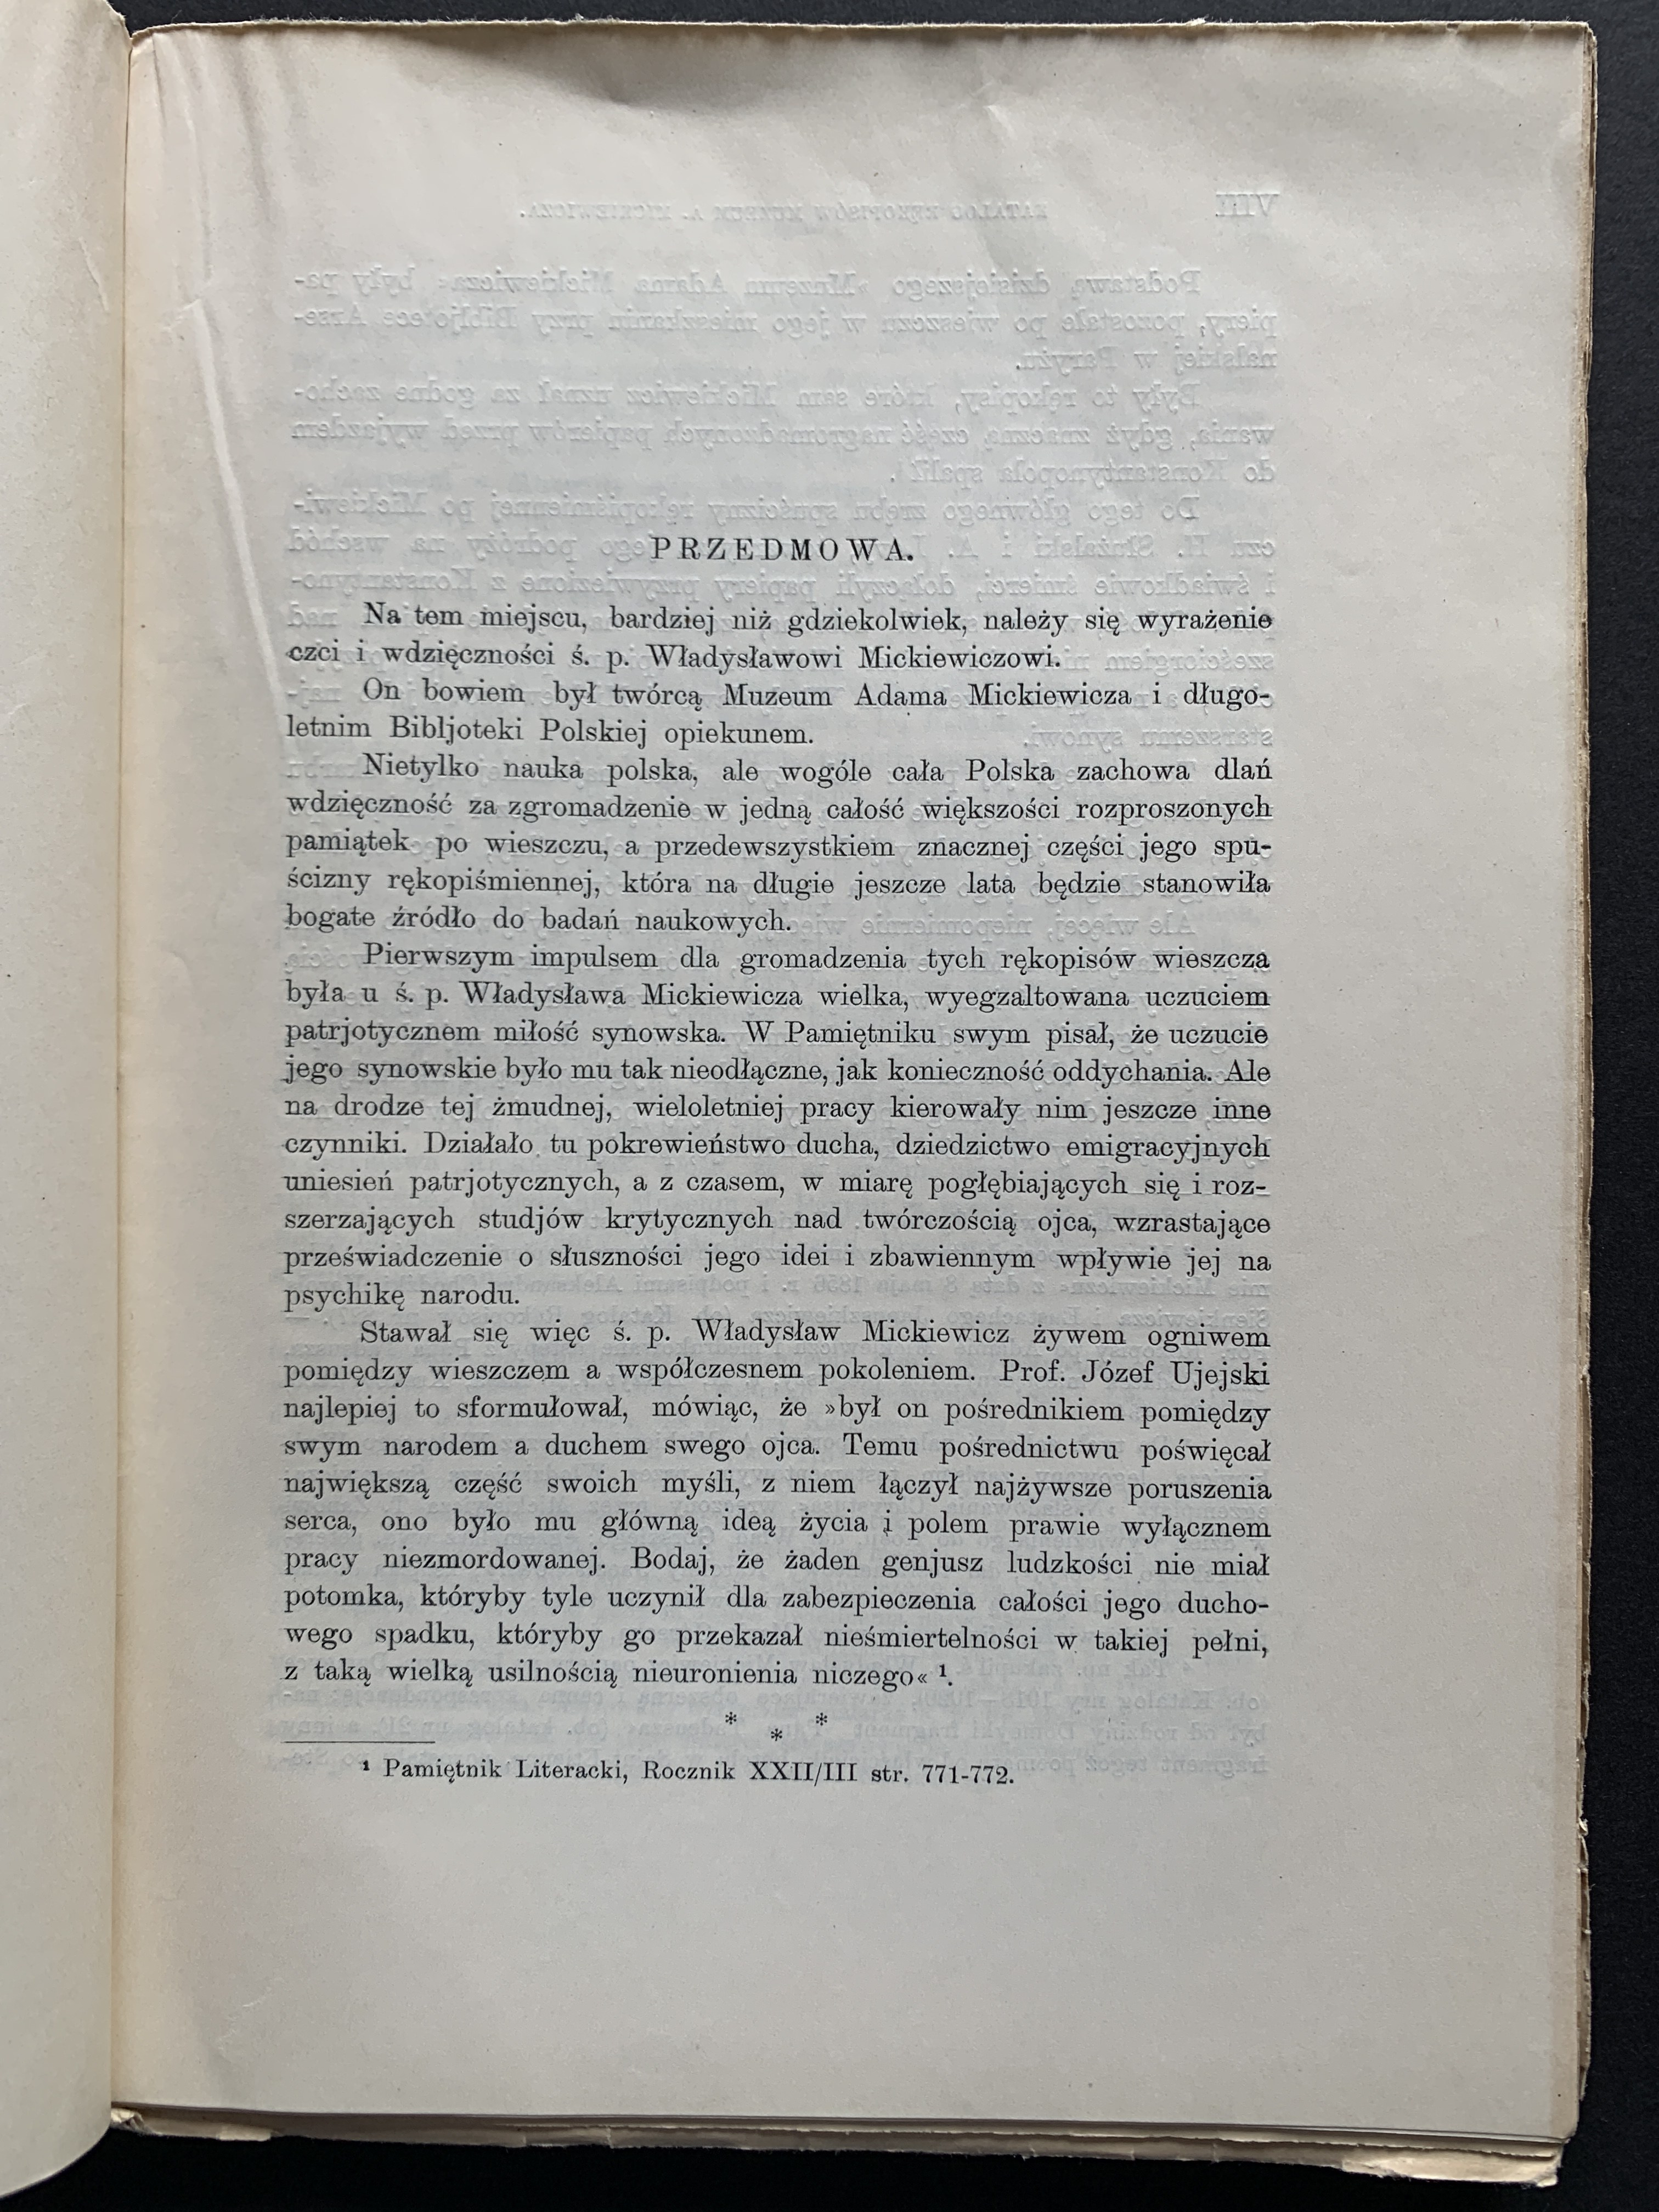 PRZEDMOWA.
Na tem miejscu, bardziej niż gdziekolwiek, należy się wyrażenie
czci i wdzięczności ś. p. Władysławowi Mickiewiczowi.
On bowiem był twórcą Muzeum Adama Mickiewicza i długo-
letnim Bibljoteki Polskiej opiekunem.
Nietylko nauka polska, ale wogóle cała Polska zachowa dlań
wdzięczność za zgromadzenie w jedną całość większości rozproszonych
pamiątek po wieszczu, a przedewszystkiem znacznej części jego spu-
ścizny rękopiśmiennej, która na długie jeszcze lata będzie stanowiła
bogate źródło do badań naukowych.
Pierwszym impulsem dla gromadzenia tych rękopisów wieszcza
była u ś. p. Władysława Mickiewicza wielka, wyegzaltowana uczuciem
patrjotycznem miłość synowska. W Pamiętniku swym pisał, że uczucie
jego synowskie było mu tak nieodłączne, jak konieczność oddychania. Ale
na drodze tej żmudnej, wieloletniej pracy kierowały nim jeszcze inne
czynniki. Działało tu pokrewieństwo ducha, dziedzictwo emigracyjnych
uniesień patrjotycznych, a z czasem, w miarę pogłębiających się i roz-
szerzających studjów krytycznych nad twórczością ojca, wzrastające
przeświadczenie o słuszności jego idei i zbawiennym wpływie jej na
psychikę narodu.
Stawał się więc ś. p. Władysław Mickiewicz żywem ogniwem
pomiędzy wieszczem a współczesnem pokoleniem. Prof. Józef Ujejski
najlepiej to sformułował, mówiąc, że »był on pośrednikiem pomiędzy
swym narodem a duchem swego ojca. Temu pośrednictwu poświęcał
największą część swoich myśli, z niem łączył najżywsze poruszenia
serca, ono było mu główną ideą życia i polem prawie wyłącznem
pracy niezmordowanej. Bodaj, że żaden genjusz ludzkości nie miał
potomka, któryby tyle uczynił dla zabezpieczenia całości jego ducho-
wego spadku, któryby go przekazał nieśmiertelności w takiej pełni,
z taką wielką usilnością nieuronienia niczego« ¹.
* * *
¹ Pamiętnik Literacki, Rocznik XXII/III str. 771-772.